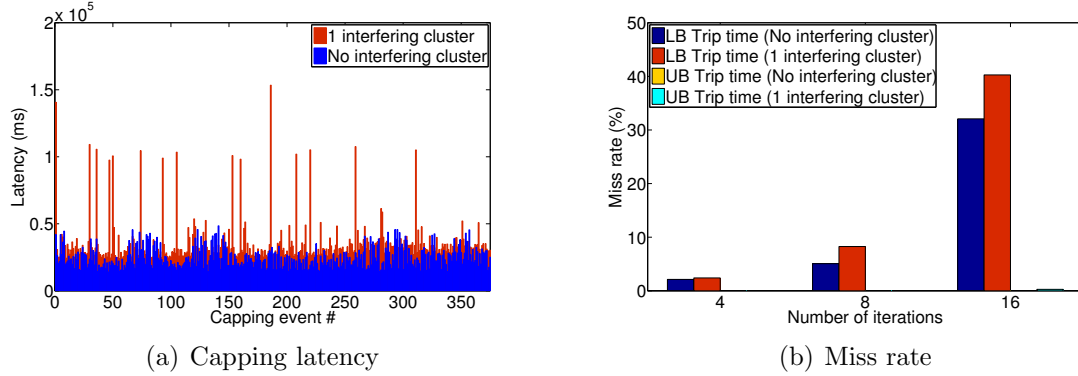 2 x 10⁵
1 interfering cluster
No interfering cluster
1.5
1
0.5
0
Latency (ms)
0 50 100 150 200 250 300 350
Capping event #
(a) Capping latency
50
LB Trip time (No interfering cluster)
LB Trip time (1 interfering cluster)
UB Trip time (No interfering cluster)
UB Trip time (1 interfering cluster)
40
30
20
10
0
Miss rate (%)
4 8 16
Number of iterations
(b) Miss rate